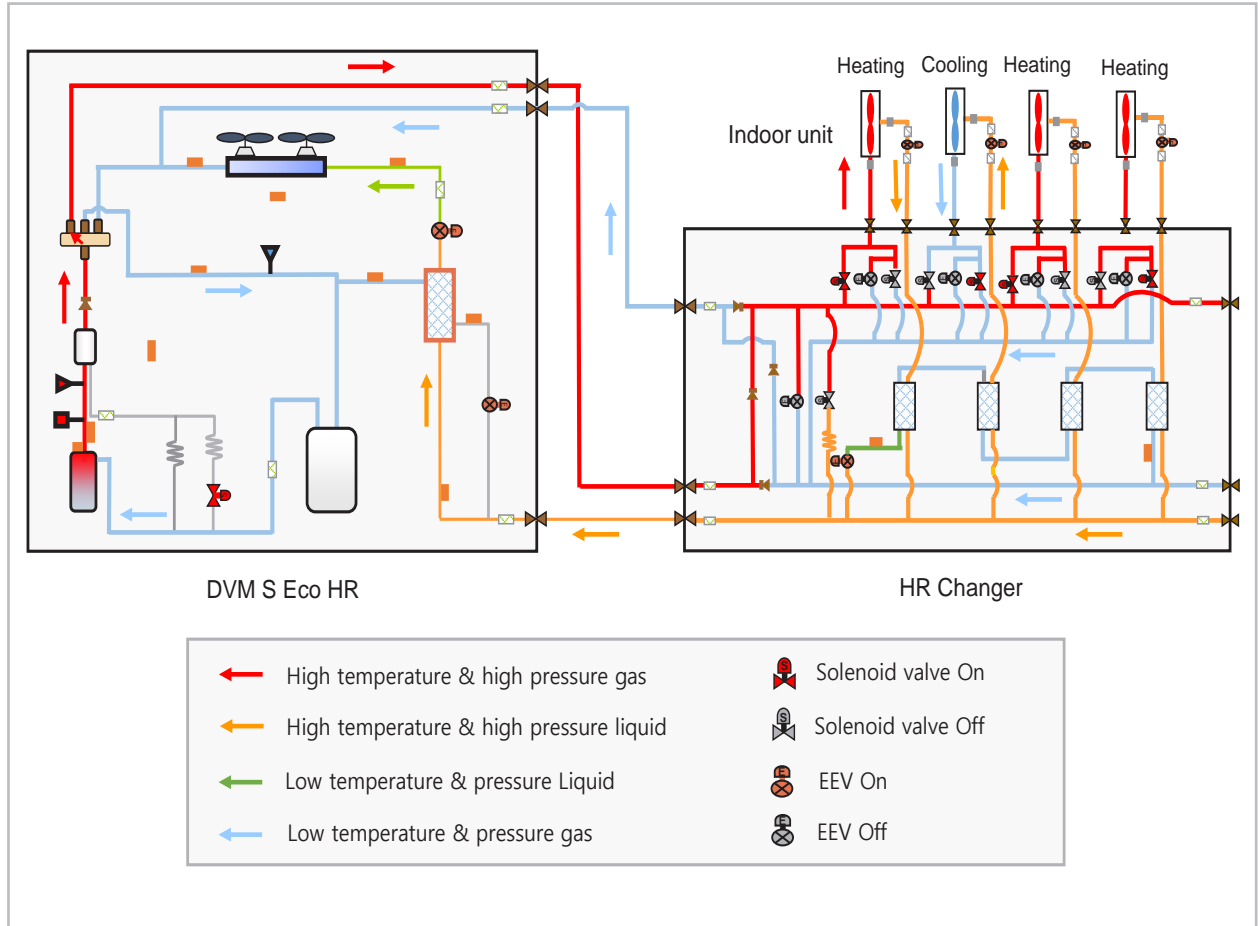 Heating Cooling Heating Heating
Indoor unit
DVM S Eco HR
HR Changer
High temperature & high pressure gas
High temperature & high pressure liquid
Low temperature & pressure Liquid
Low temperature & pressure gas
S Solenoid valve On
S Solenoid valve Off
E EEV On
E EEV Off